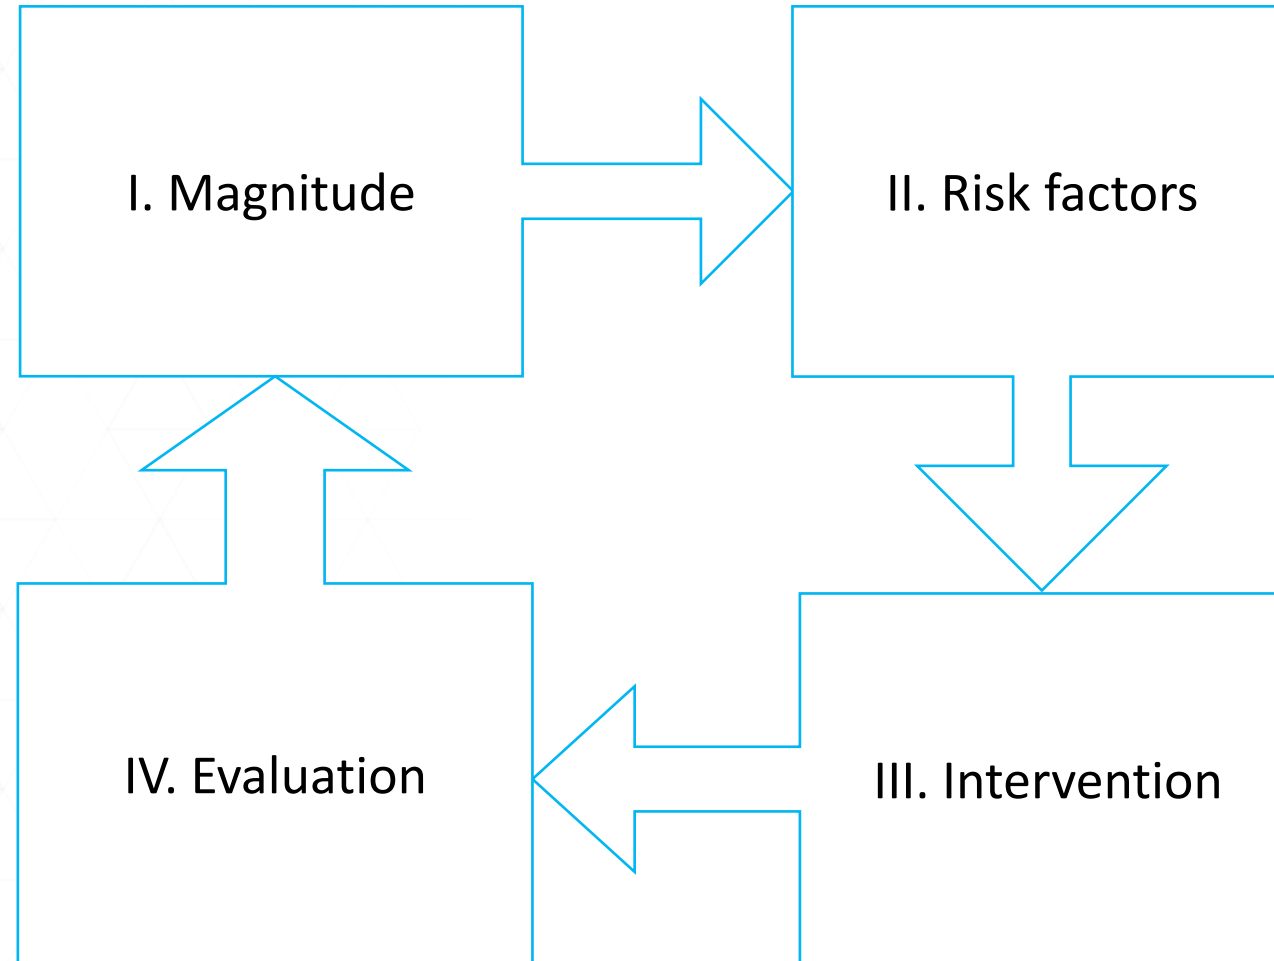 I. Magnitude
II. Risk factors
IV. Evaluation
III. Intervention